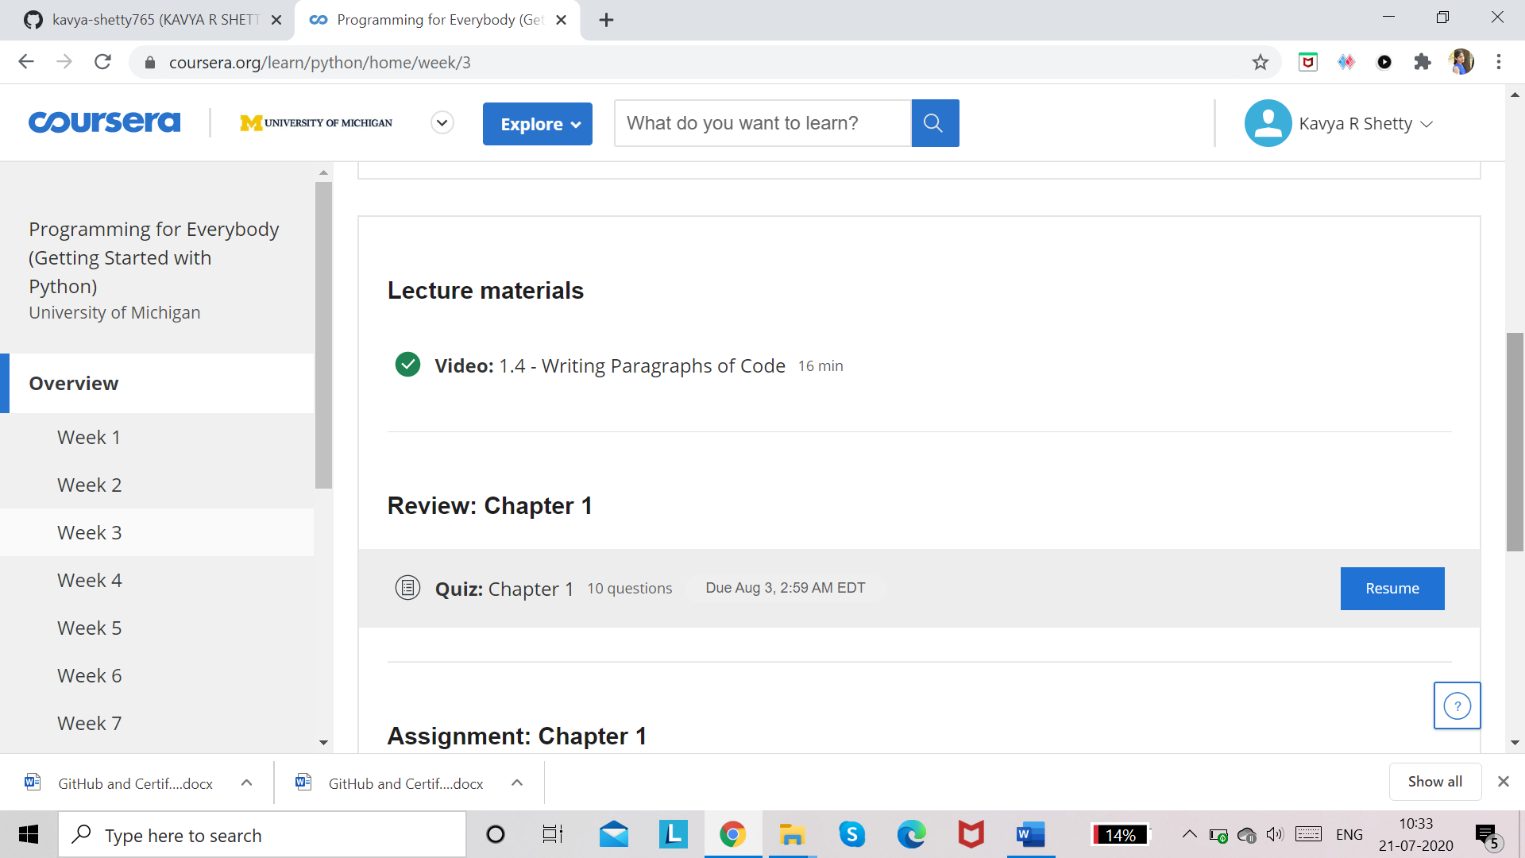 kavya-shetty765 (KAVYA R SHETT
Programming for Everybody (Get
coursera.org/learn/python/home/week/3
coursera
M UNIVERSITY OF MICHIGAN
Explore
What do you want to learn?
Kavya R Shetty
Programming for Everybody
(Getting Started with
Python)
University of Michigan
Overview
Week 1
Week 2
Week 3
Week 4
Week 5
Week 6
Week 7
Lecture materials
Video: 1.4 - Writing Paragraphs of Code 16 min
Review: Chapter 1
Quiz: Chapter 1 10 questions Due Aug 3, 2:59 AM EDT
Resume
?
Assignment: Chapter 1
GitHub and Certif....docx
GitHub and Certif....docx
Show all
Type here to search
L
S
W
14%
ENG
10:33
21-07-2020
5